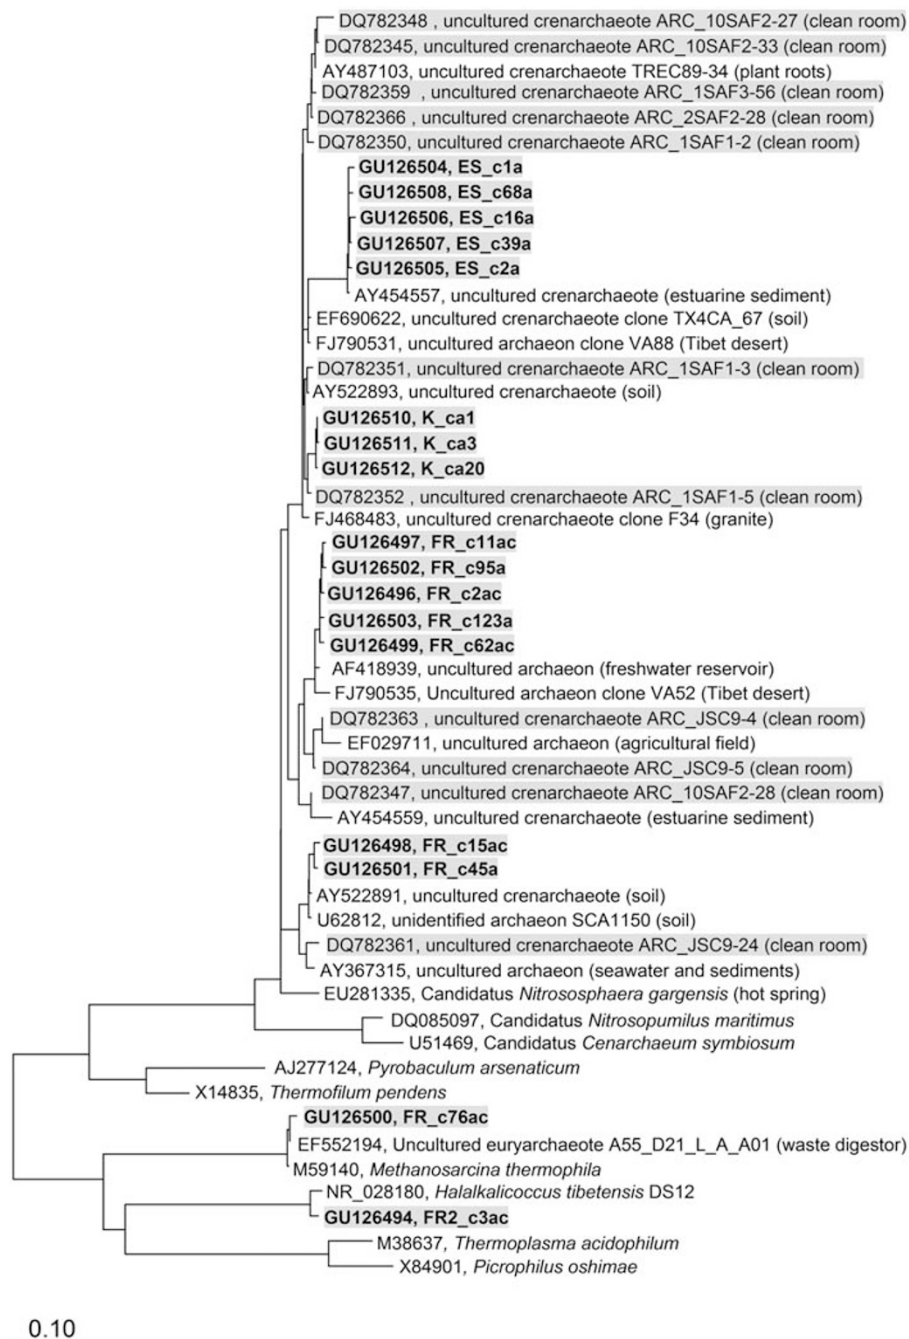 DQ782348 , uncultured crenarchaeote ARC_10SAF2-27 (clean room)
DQ782345, uncultured crenarchaeote ARC_10SAF2-33 (clean room)
AY487103, uncultured crenarchaeote TREC89-34 (plant roots)
DQ782359 , uncultured crenarchaeote ARC_1SAF3-56 (clean room)
DQ782366 , uncultured crenarchaeote ARC_2SAF2-28 (clean room)
DQ782350, uncultured crenarchaeote ARC_1SAF1-2 (clean room)
GU126504, ES_c1a
GU126508, ES_c68a
GU126506, ES_c16a
GU126507, ES_c39a
GU126505, ES_c2a
AY454557, uncultured crenarchaeote (estuarine sediment)
EF690622, uncultured crenarchaeote clone TX4CA_67 (soil)
FJ790531, uncultured archaeon clone VA88 (Tibet desert)
DQ782351, uncultured crenarchaeote ARC_1SAF1-3 (clean room)
AY522893, uncultured crenarchaeote (soil)
GU126510, K_ca1
GU126511, K_ca3
GU126512, K_ca20
DQ782352 , uncultured crenarchaeote ARC_1SAF1-5 (clean room)
FJ468483, uncultured crenarchaeote clone F34 (granite)
GU126497, FR_c11ac
GU126502, FR_c95a
GU126496, FR_c2ac
GU126503, FR_c123a
GU126499, FR_c62ac
AF418939, uncultured archaeon (freshwater reservoir)
FJ790535, Uncultured archaeon clone VA52 (Tibet desert)
DQ782363 , uncultured crenarchaeote ARC_JSC9-4 (clean room)
EF029711, uncultured archaeon (agricultural field)
DQ782364, uncultured crenarchaeote ARC_JSC9-5 (clean room)
DQ782347, uncultured crenarchaeote ARC_10SAF2-28 (clean room)
AY454559, uncultured crenarchaeote (estuarine sediment)
GU126498, FR_c15ac
GU126501, FR_c45a
AY522891, uncultured crenarchaeote (soil)
U62812, unidentified archaeon SCA1150 (soil)
DQ782361, uncultured crenarchaeote ARC_JSC9-24 (clean room)
AY367315, uncultured archaeon (seawater and sediments)
EU281335, Candidatus Nitrososphaera gargensis (hot spring)
DQ085097, Candidatus Nitrosopumilus maritimus
U51469, Candidatus Cenarchaeum symbiosum
AJ277124, Pyrobaculum arsenaticum
X14835, Thermofilum pendens
GU126500, FR_c76ac
EF552194, Uncultured euryarchaeote A55_D21_L_A_A01 (waste digestor)
M59140, Methanosarcina thermophila
NR_028180, Halalkalicoccus tibetensis DS12
GU126494, FR2_c3ac
M38637, Thermoplasma acidophilum
X84901, Picrophilus oshimae
0.10